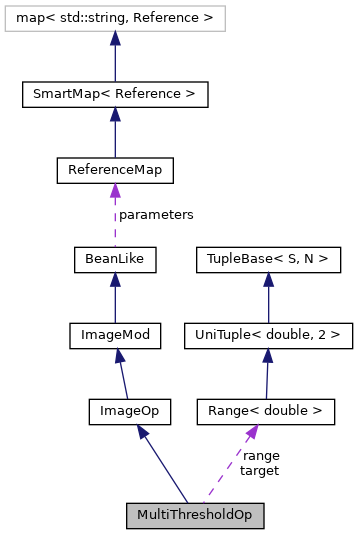 map< std::string, Reference >
SmartMap< Reference >
ReferenceMap
parameters
BeanLike
TupleBase< S, N >
ImageMod
UniTuple< double, 2 >
ImageOp
Range< double >
range
target
MultiThresholdOp